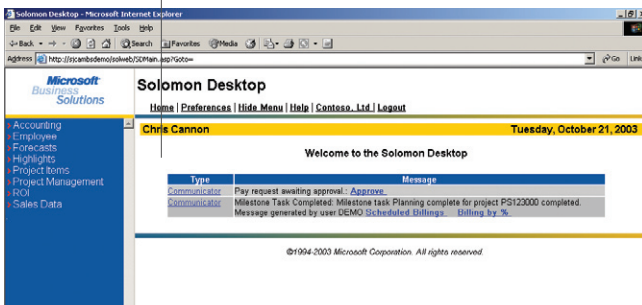 Solomon Desktop - Microsoft Internet Explorer
File Edit View Favorites Tools Help
Back Search Favorites Media
Address http://sjcambsdemo/solweb/SDMain.asp?Goto= Go Link
Microsoft
Business
Solutions
Solomon Desktop
Home | Preferences | Hide Menu | Help | Contoso, Ltd | Logout
Accounting
Employee
Forecasts
Highlights
Project Items
Project Management
ROI
Sales Data
Chris Cannon Tuesday, October 21, 2003
Welcome to the Solomon Desktop
Type Message
Communicator Pay request awaiting approval.: Approve
Communicator Milestone Task Completed: Milestone task Planning complete for project PS123000 completed.
Message generated by user DEMO Scheduled Billings Billing by %
©1994-2003 Microsoft Corporation. All rights reserved.